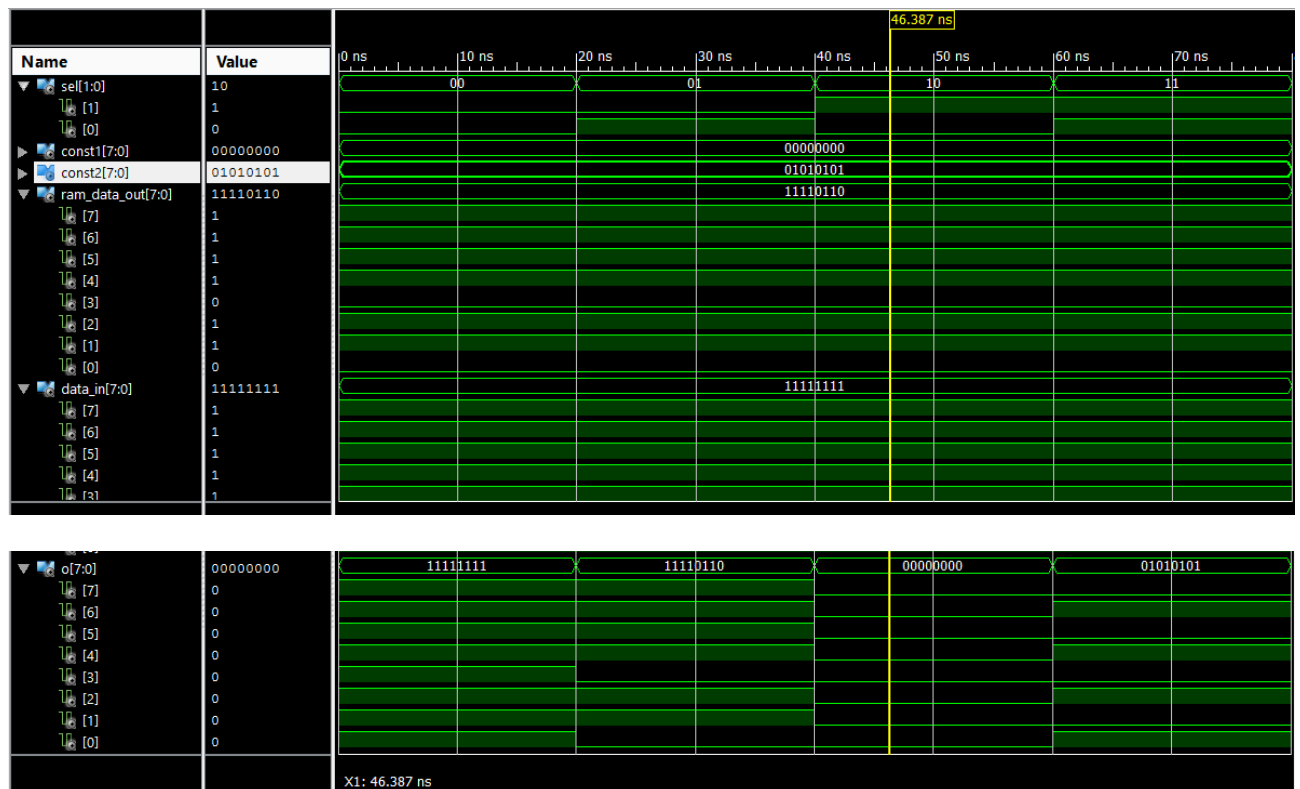 46.387 ns
Name Value 0 ns 10 ns 20 ns 30 ns 40 ns 50 ns 60 ns 70 ns
sel[1:0] 10 00 01 10 11
[1] 1
[0] 0
const1[7:0] 00000000 00000000
const2[7:0] 01010101 01010101
ram_data_out[7:0] 11110110 11110110
[7] 1
[6] 1
[5] 1
[4] 1
[3] 0
[2] 1
[1] 1
[0] 0
data_in[7:0] 11111111 11111111
[7] 1
[6] 1
[5] 1
[4] 1
[3] 1
o[7:0] 00000000 11111111 11110110 00000000 01010101
[7] 0
[6] 0
[5] 0
[4] 0
[3] 0
[2] 0
[1] 0
[0] 0
X1: 46.387 ns